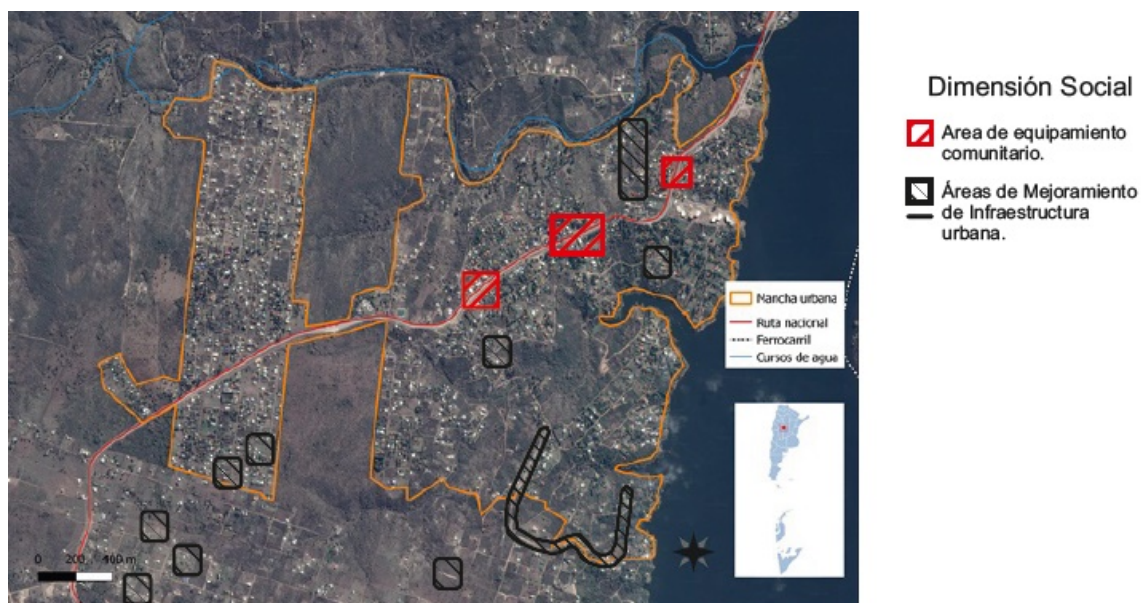 Dimensión Social
Area de equipamiento
comunitario.
Áreas de Mejoramiento
de Infraestructura
urbana.
Mancha urbana
Ruta nacional
Ferrocarril
Cursos de agua
0 200 400 m